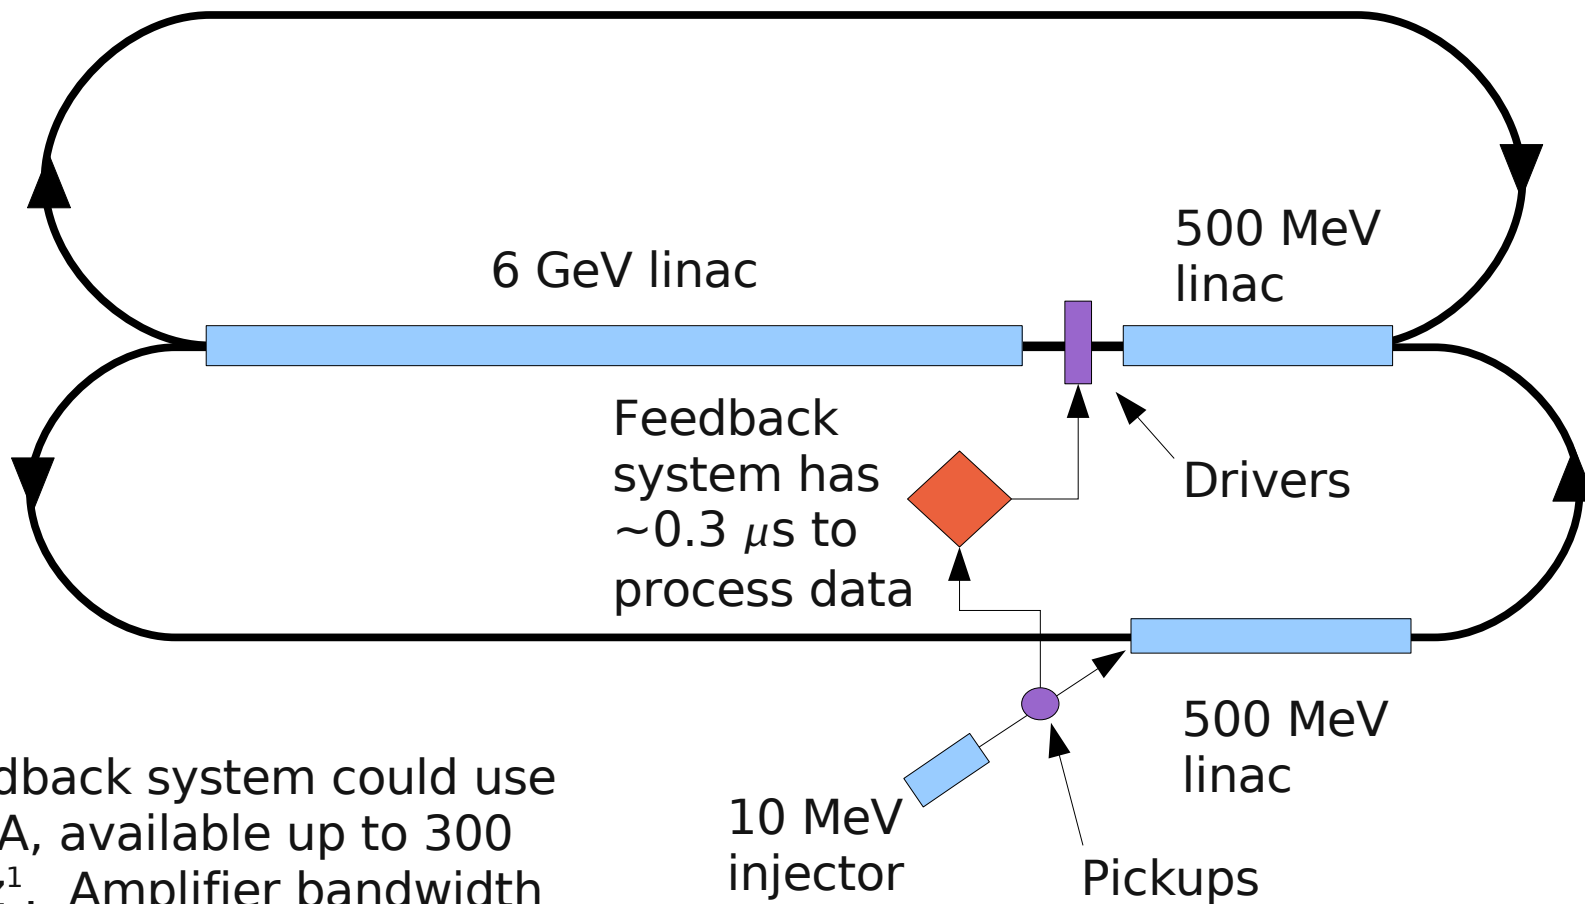 500 MeV
linac
6 GeV linac
Feedback
system has
~0.3 μs to
process data
Drivers
500 MeV
linac
10 MeV
injector
Pickups
system could use
available up to 300
Amplifier bandwidth